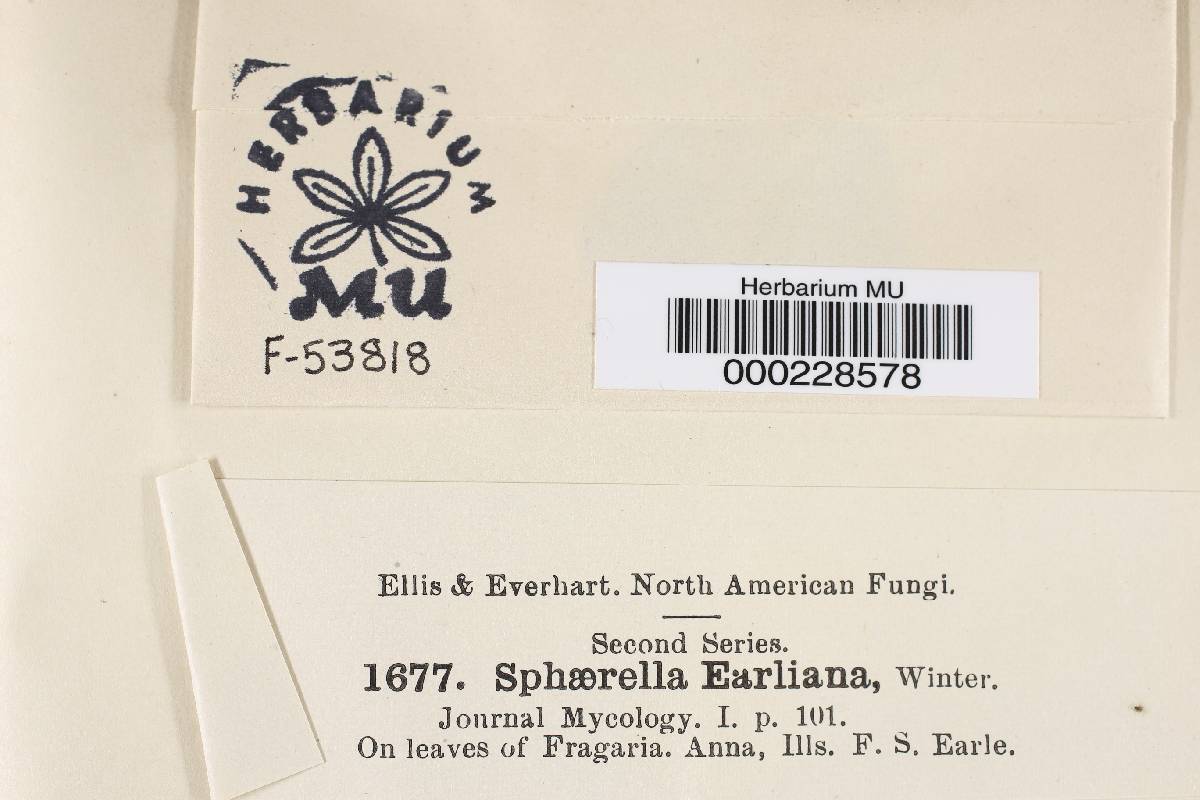 HERBARIUM
MU
F-53818
Herbarium MU
000228578
Ellis & Everhart. North American Fungi.
Second Series.
1677. Sphærella Earliana, Winter.
Journal Mycology. I. p. 101.
On leaves of Fragaria. Anna, Ills. F. S. Earle.